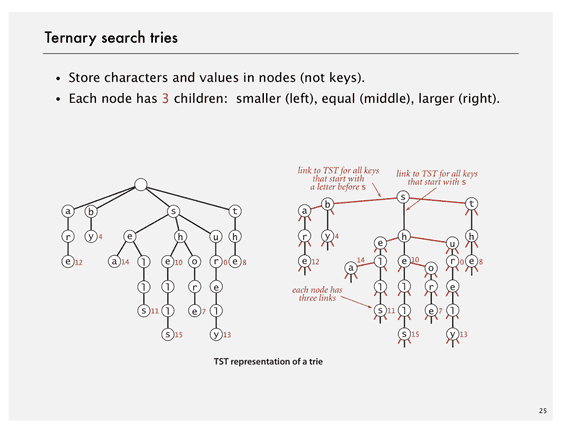 Ternary search tries
• Store characters and values in nodes (not keys).
• Each node has 3 children: smaller (left), equal (middle), larger (right).
link to TST for all keys
that start with
a letter before s
link to TST for all keys
that start with s
a b s t
r y 4 e h u h
e 12 a 14 l e 10 o r 0 e 8
l l r e
s 11 l e 7 l
s 15 y 13
s
a b t
r y 4 e h u h
e 12 a 14 l e 10 o r 0 e 8
each node has
three links
l l r e
s 11 l e 7 l
s 15 y 13
TST representation of a trie
25